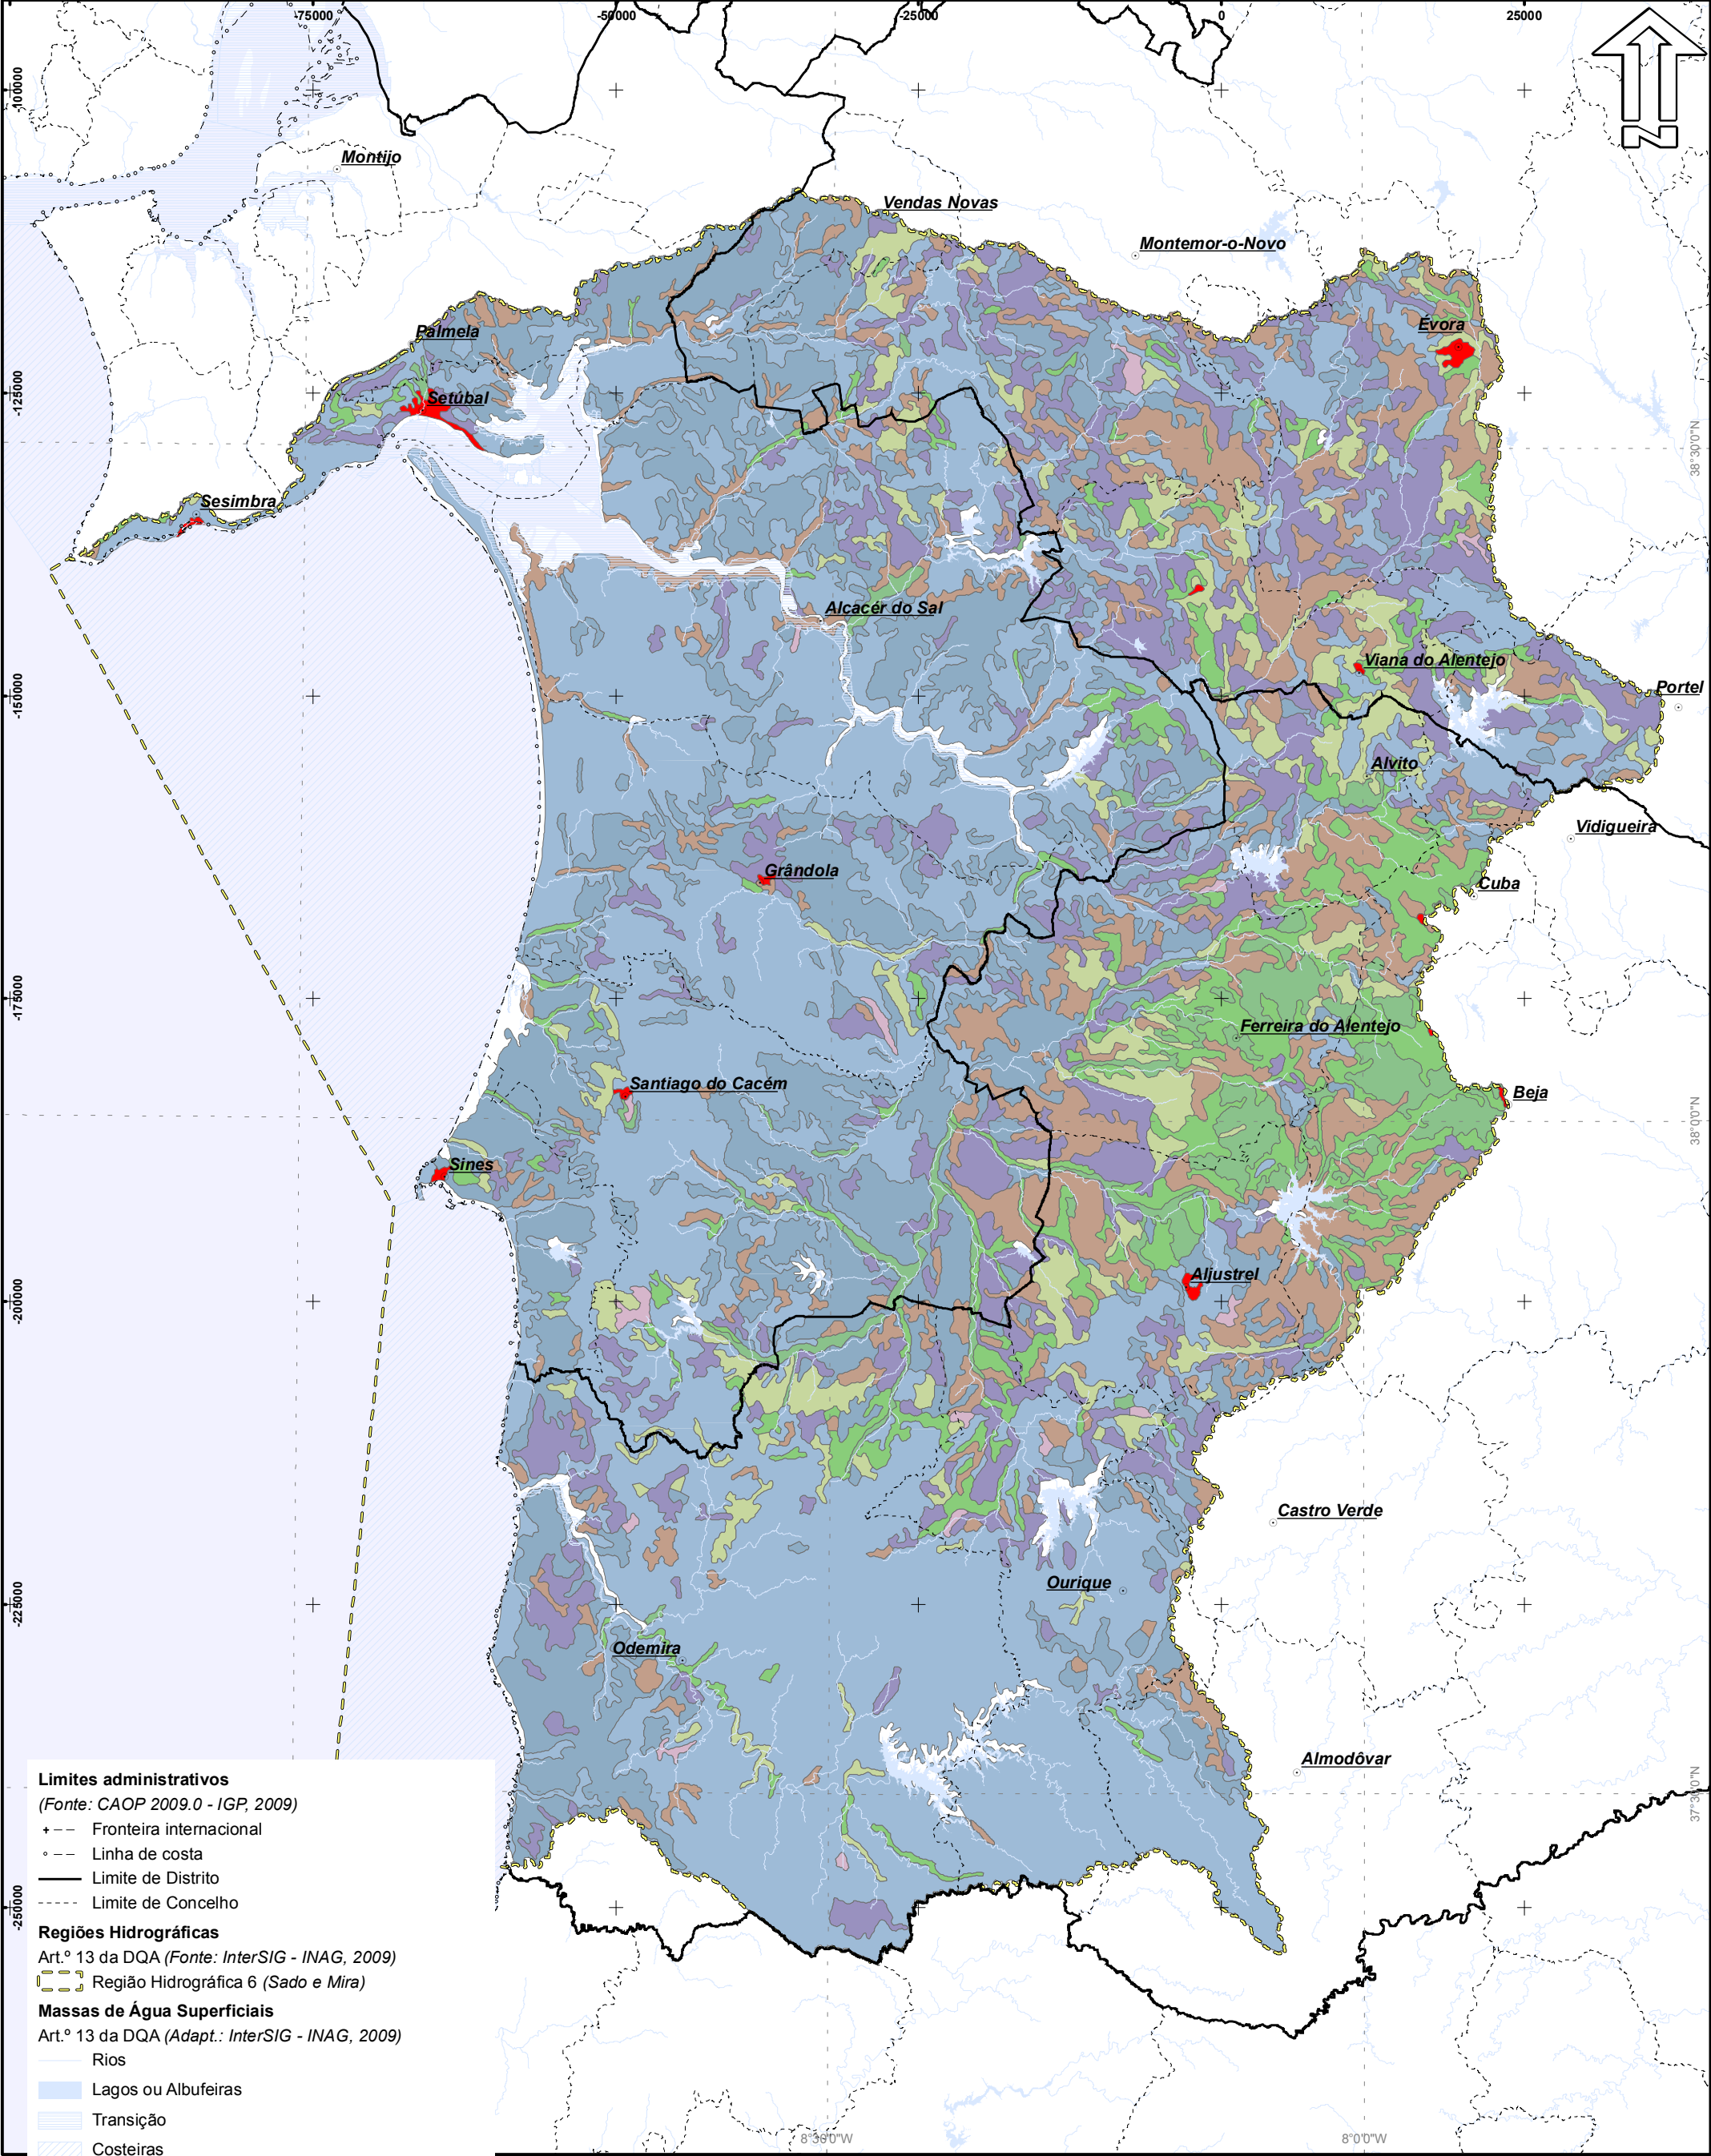 -75000
-50000
-25000
0
25000
-100000
N
Montijo
Vendas Novas
Montemor-o-Novo
Palmela
Évora
-125000
Setúbal
38°30'0"N
Sesimbra
Alcacér do Sal
Viana do Alentejo
-150000
Portel
Alvito
Vidigueira
Grândola
Cuba
-175000
Ferreira do Alentejo
Santiago do Cacém
Beja
38°0'0"N
Sines
-200000
Aljustrel
Castro Verde
-225000
Ourique
Odemira
Almodôvar
37°30'0"N
-250000
Limites administrativos
(Fonte: CAOP 2009.0 - IGP, 2009)
Fronteira internacional
Linha de costa
Limite de Distrito
Limite de Concelho
Regiões Hidrográficas
Art.º 13 da DQA (Fonte: InterSIG - INAG, 2009)
Região Hidrográfica 6 (Sado e Mira)
Massas de Água Superficiais
Art.º 13 da DQA (Adapt.: InterSIG - INAG, 2009)
Rios
Lagos ou Albufeiras
Transição
Costeiras
8°30'0"W
8°0'0"W